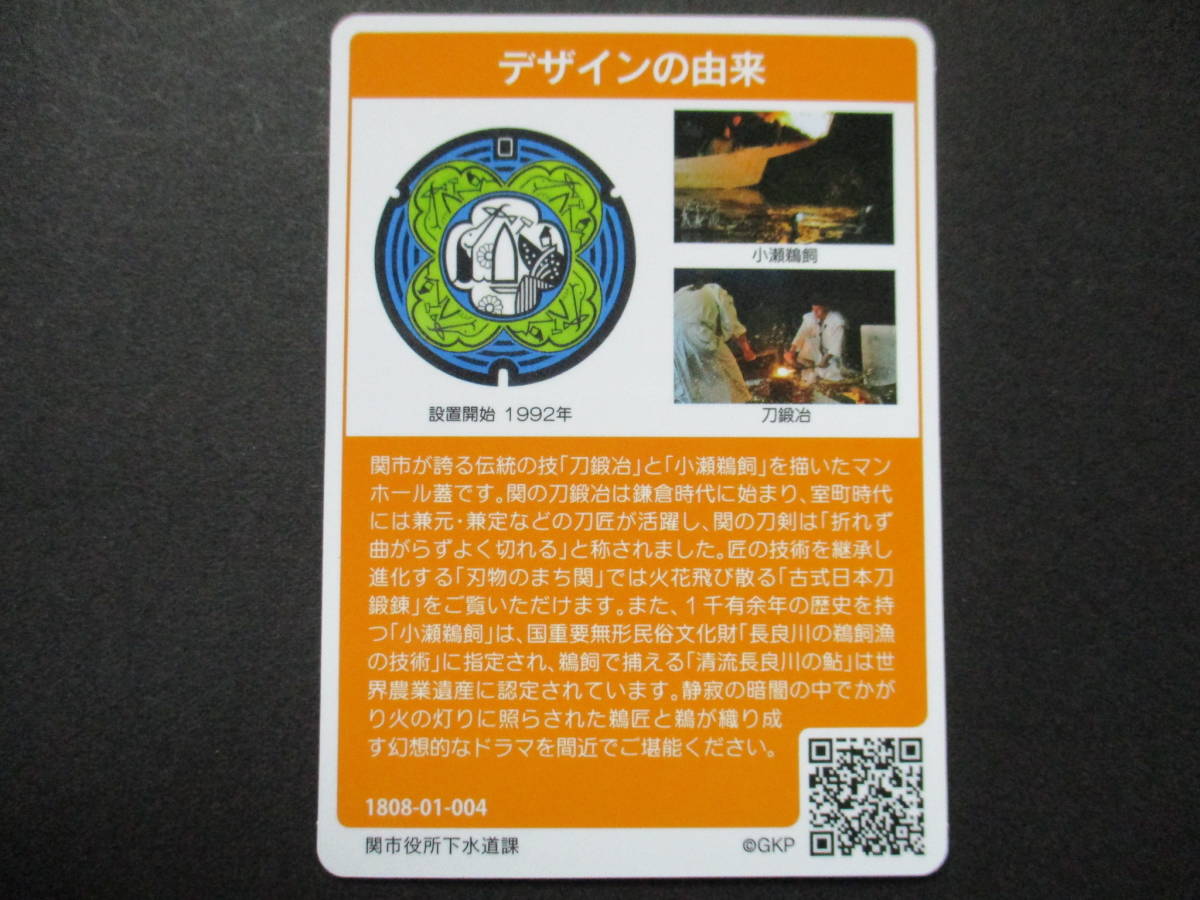 デザインの由来
小瀬鵜飼
設置開始 1992年
刀鍛冶
関市が誇る伝統の技「刀鍛冶」と「小瀬鵜飼」を描いたマン
ホール蓋です。関の刀鍛冶は鎌倉時代に始まり、室町時代
には兼元・兼定などの刀匠が活躍し、関の刀剣は「折れず
曲がらずよく切れる」と称されました。匠の技術を継承し
進化する「刃物のまち関」では火花飛び散る「古式日本刀
鍛錬」をご覧いただけます。また、1千有余年の歴史を持
つ「小瀬鵜飼」は、国重要無形民俗文化財「長良川の鵜飼漁
の技術」に指定され、鵜飼で捕える「清流長良川の鮎」は世
界農業遺産に認定されています。静寂の暗闇の中でかが
り火の灯りに照らされた鵜匠と鵜が織り成
す幻想的なドラマを間近でご堪能ください。
1808-01-004
関市役所下水道課
©GKP